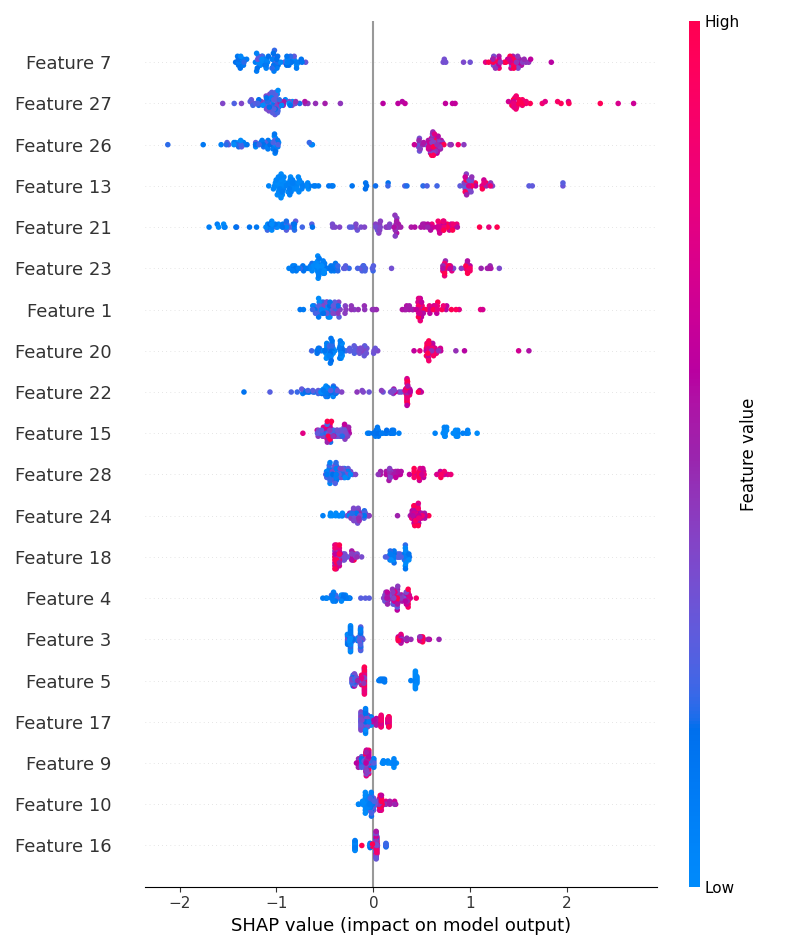 High
Feature 7
Feature 27
Feature 26
Feature 13
Feature 21
Feature 23
Feature 1
Feature 20
Feature 22
Feature 15
Feature 28
Feature 24
Feature 18
Feature 4
Feature 3
Feature 5
Feature 17
Feature 9
Feature 10
Feature 16
Feature value
Low
−2 −1 0 1 2
SHAP value (impact on model output)